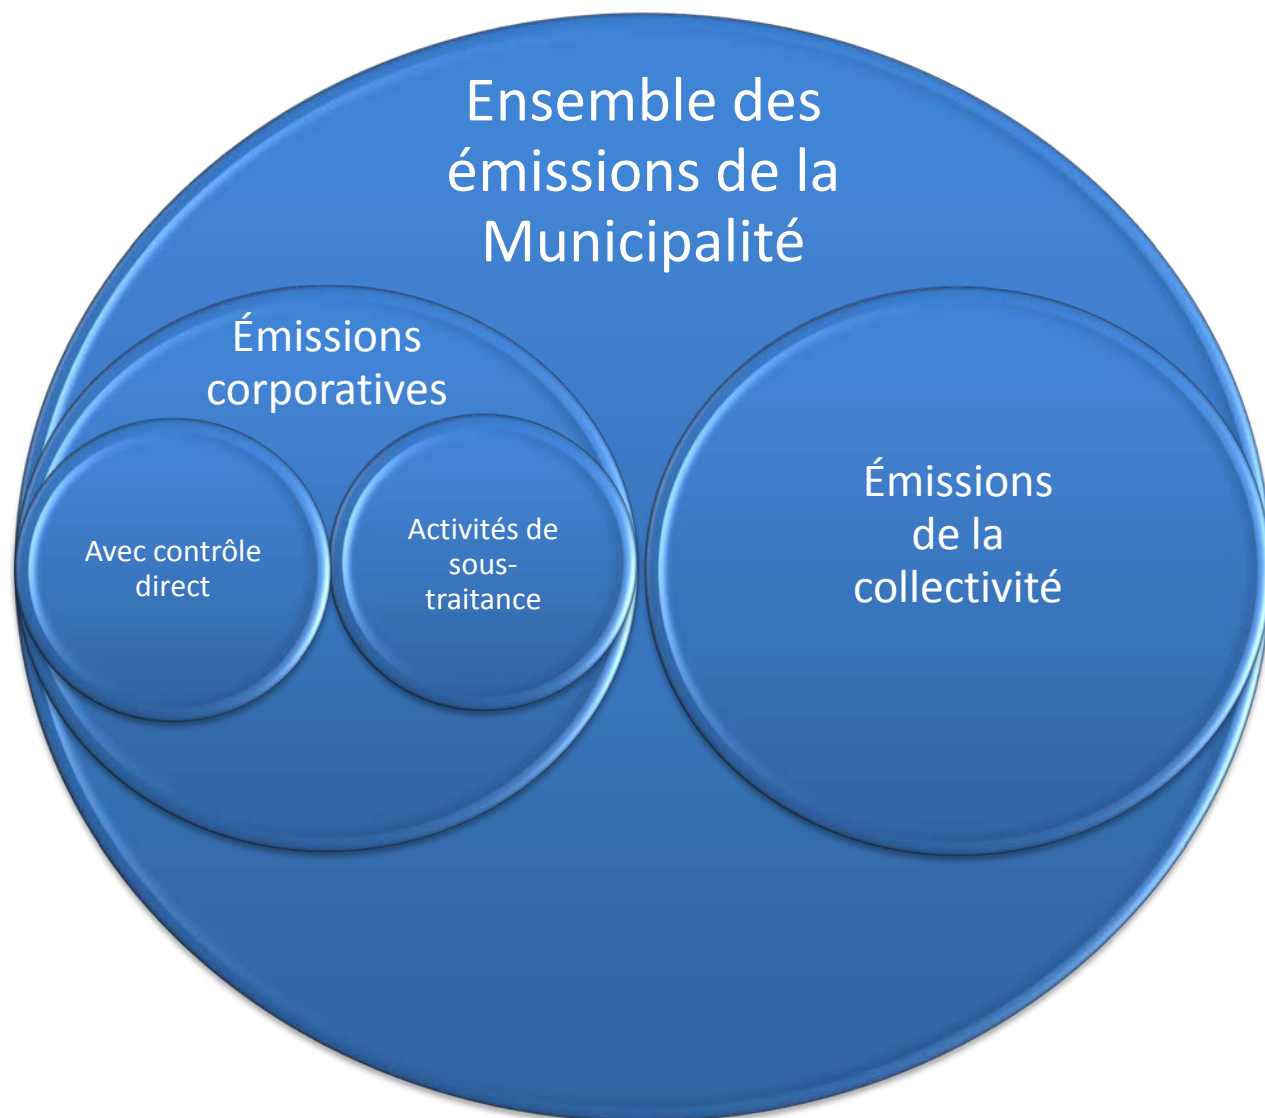 Ensemble des
émissions de la
Municipalité
Émissions
corporatives
Avec contrôle
direct
Activités de
sous-
traitance
Émissions
de la
collectivité